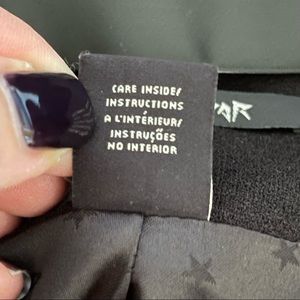 CARE INSIDE/
INSTRUCTIONS
A L'INTÉRIEUR/
INSTRUÇÕES
NO INTERIOR